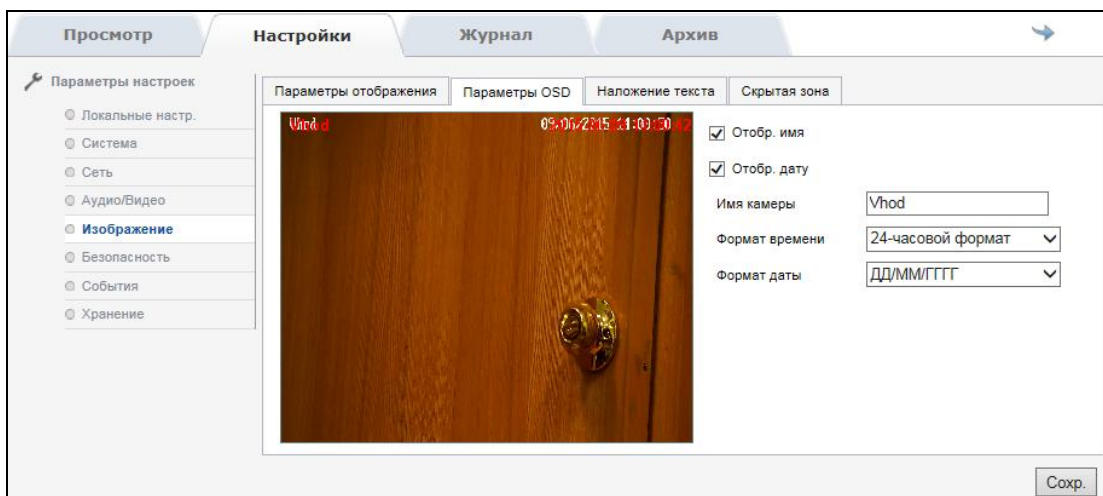 Просмотр
Настройки
Журнал
Архив
Параметры настроек
Локальные настр.
Система
Сеть
Аудио/Видео
Изображение
Безопасность
События
Хранение
Параметры отображения
Параметры OSD
Наложение текста
Скрытая зона
Vhod
Отобр. имя
Отобр. дату
Имя камеры
Vhod
Формат времени
24-часовой формат
Формат даты
ДД/ММ/ГГГГ
Сохр.